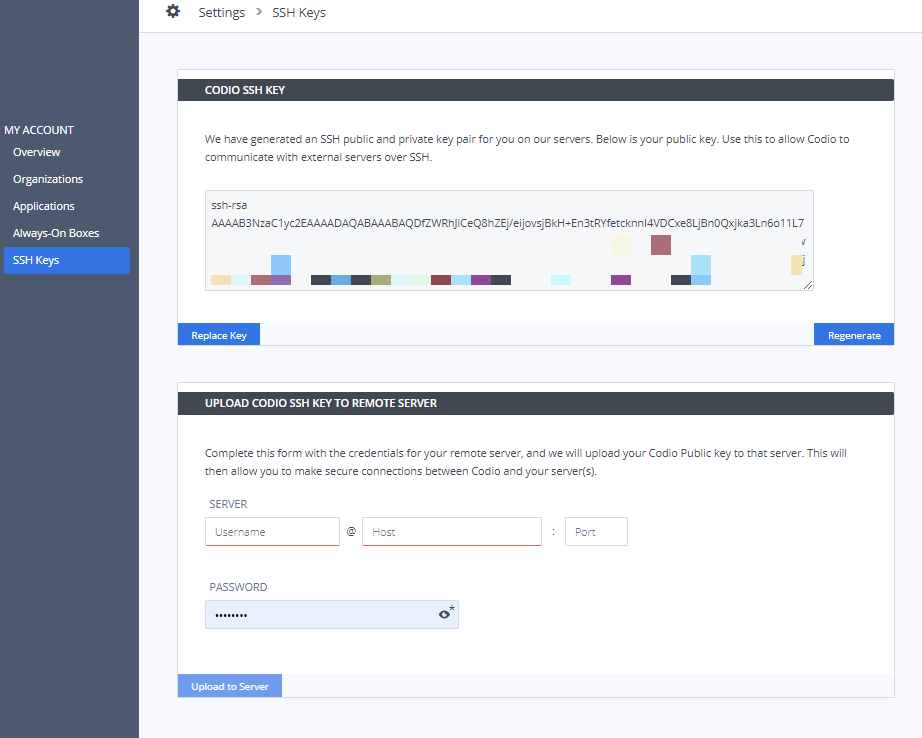 Settings > SSH Keys
MY ACCOUNT
Overview
Organizations
Applications
Always-On Boxes
SSH Keys
CODIO SSH KEY
We have generated an SSH public and private key pair for you on our servers. Below is your public key. Use this to allow Codio to
communicate with external servers over SSH.
ssh-rsa
AAAAB3NzaC1yc2EAAAADAQABAAABAQDfZWRhJICeQ8hZEj/eijovsjBkH+En3tRYfetcknnI4VDCxe8LjBn0Qxjka3Ln6o11L7
Replace Key
Regenerate
UPLOAD CODIO SSH KEY TO REMOTE SERVER
Complete this form with the credentials for your remote server, and we will upload your Codio Public key to that server. This will
then allow you to make secure connections between Codio and your server(s).
SERVER
Username @ Host : Port
PASSWORD
••••••••
Upload to Server